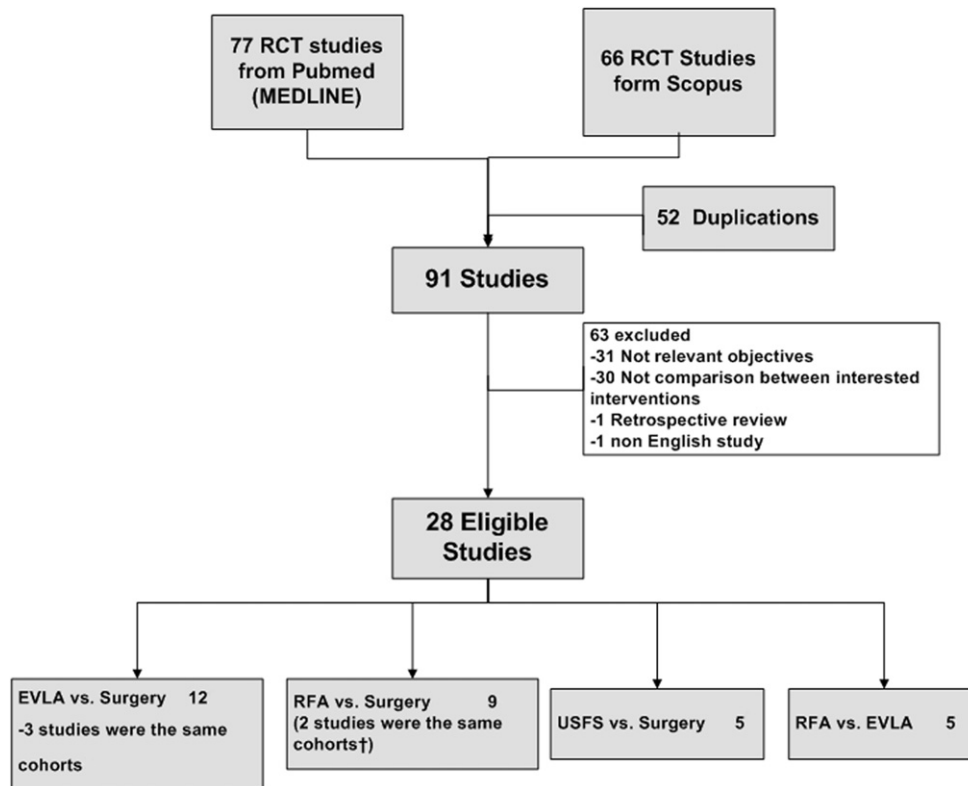 77 RCT studies
from Pubmed
(MEDLINE)
66 RCT Studies
form Scopus
52 Duplications
91 Studies
63 excluded
-31 Not relevant objectives
-30 Not comparison between interested
interventions
-1 Retrospective review
-1 non English study
28 Eligible
Studies
EVLA vs. Surgery 12
-3 studies were the same
cohorts
RFA vs. Surgery 9
(2 studies were the same
cohorts†)
USFS vs. Surgery 5
RFA vs. EVLA 5